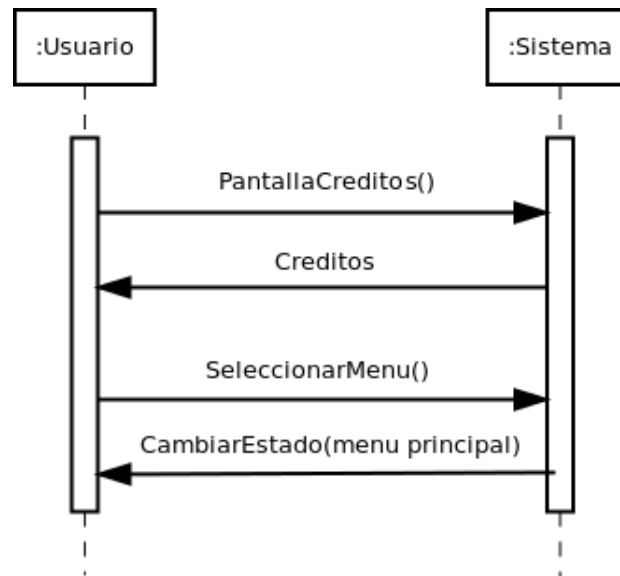 :Usuario
:Sistema
PantallaCreditos()
Creditos
SeleccionarMenu()
CambiarEstado(menu principal)